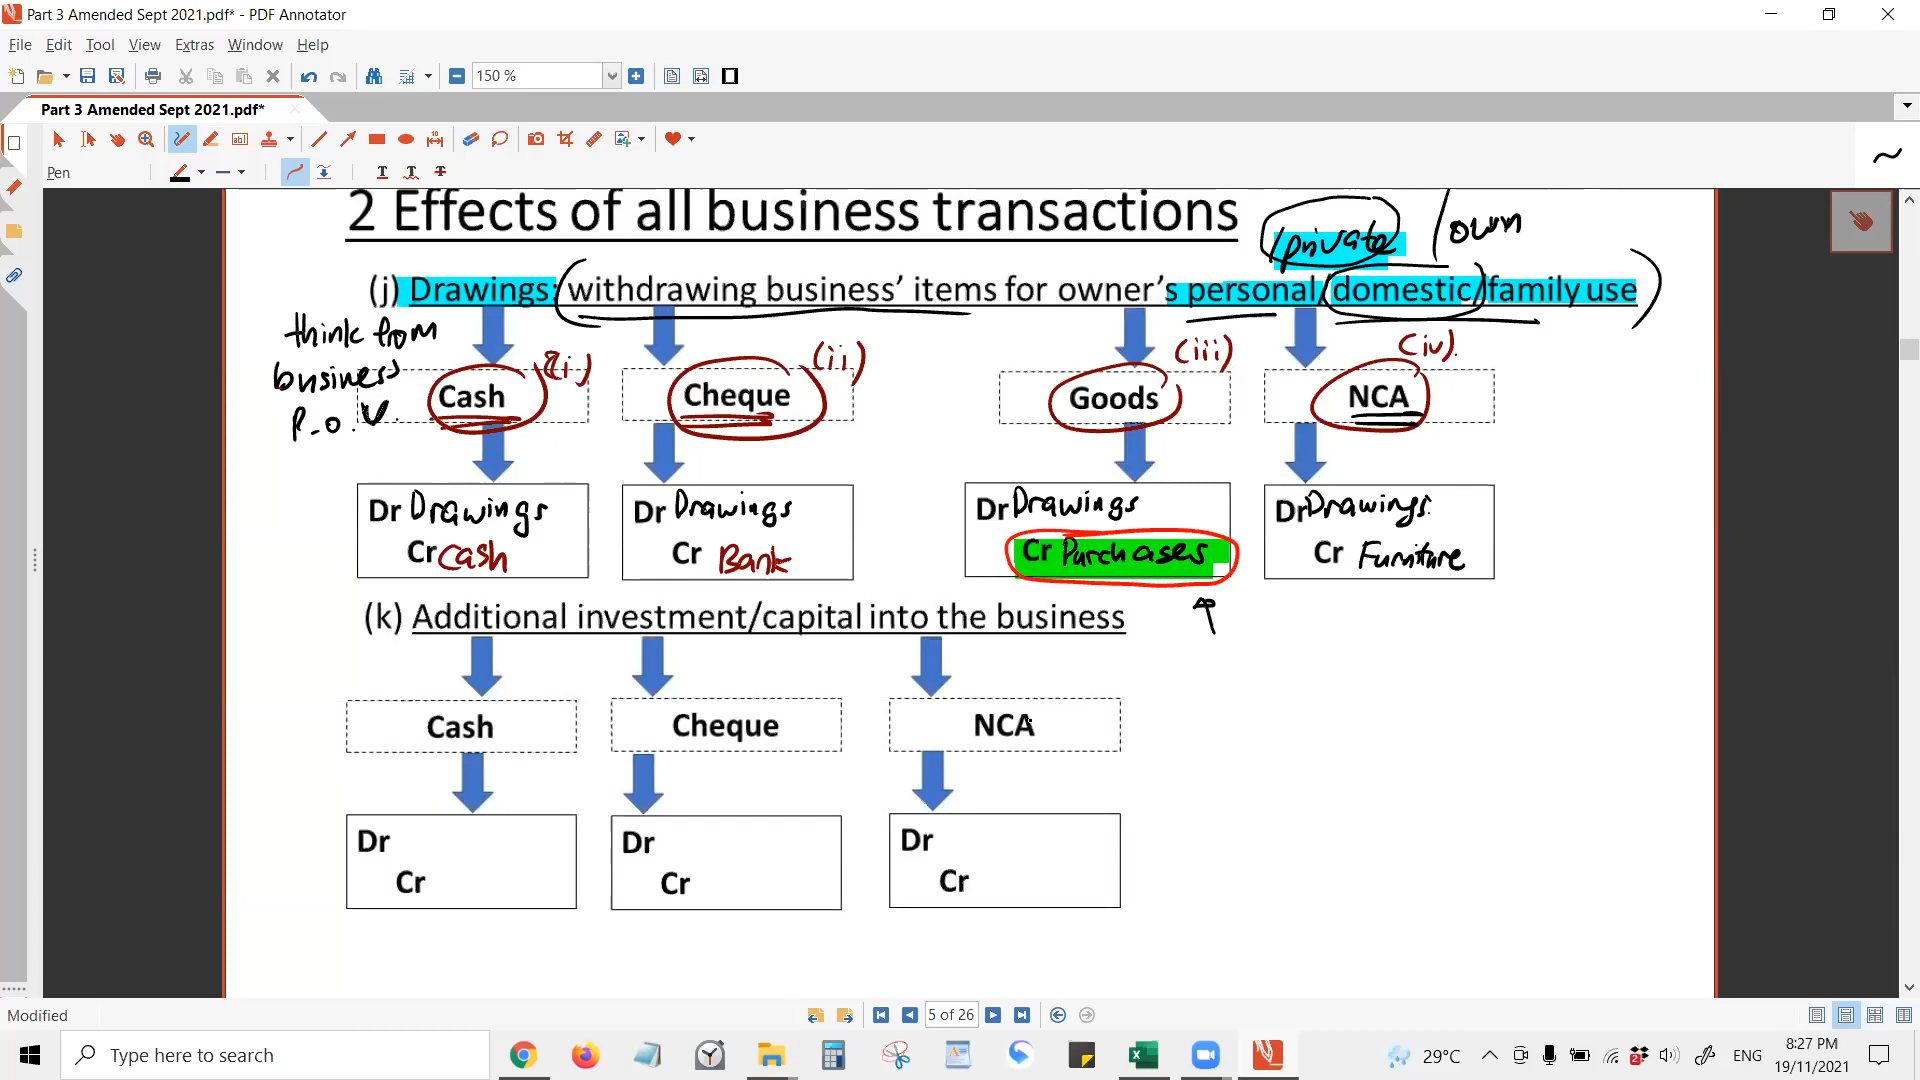 Part 3 Amended Sept 2021.pdf* - PDF Annotator
File Edit Tool View Extras Window Help
150 %
Part 3 Amended Sept 2021.pdf*
Pen
2 Effects of all business transactions
/private /own
(j) Drawings: (withdrawing business' items for owner's personal/domestic/family use)
think from
business
P.O.V.
(i) (ii) (iii) (iv).
Cash Cheque Goods NCA
Dr Drawings Dr Drawings Dr Drawings Dr Drawings
Cr Cash Cr Bank Cr Purchases Cr Furniture
(k) Additional investment/capital into the business
Cash Cheque NCA
Dr Dr Dr
Cr Cr Cr
Modified 5 of 26
Type here to search 29°C ENG 8:27 PM
19/11/2021